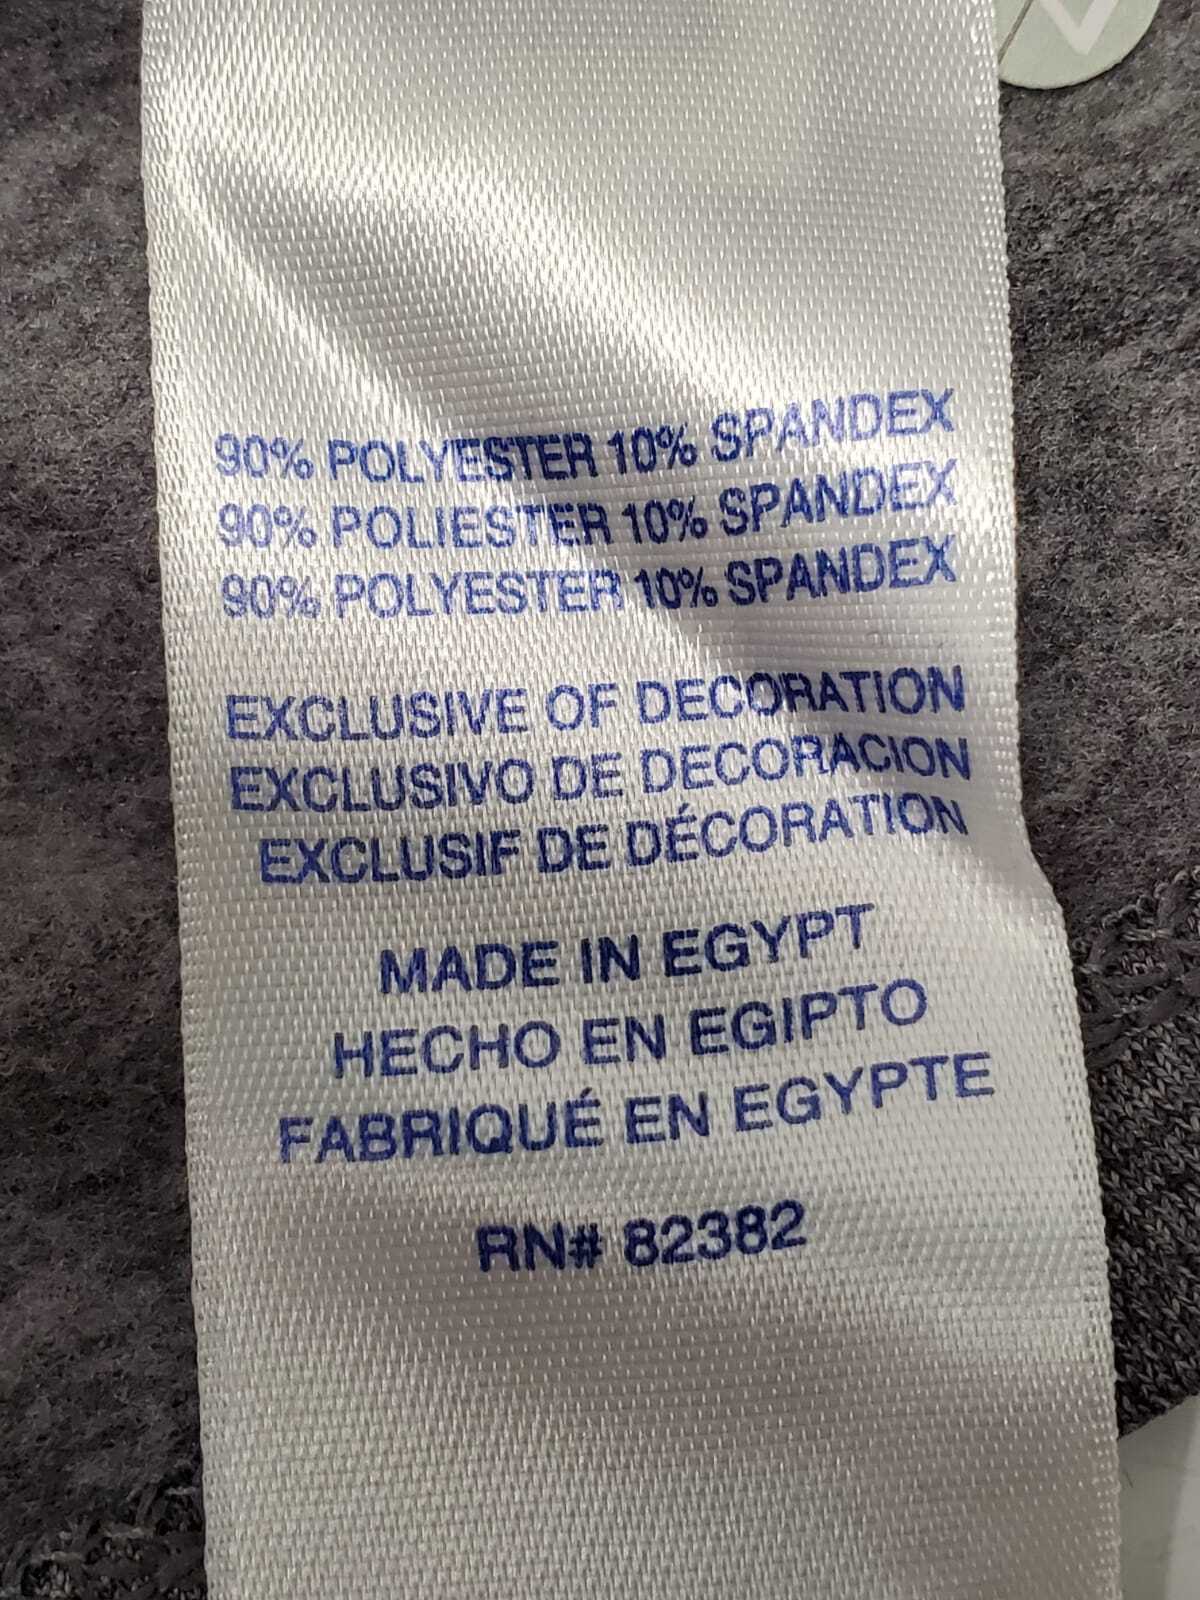 90% POLYESTER 10% SPANDEX
90% POLIESTER 10% SPANDEX
90% POLYESTER 10% SPANDEX
EXCLUSIVE OF DECORATION
EXCLUSIVO DE DECORACION
EXCLUSIF DE DÉCORATION
MADE IN EGYPT
HECHO EN EGIPTO
FABRIQUÉ EN EGYPTE
RN# 82382